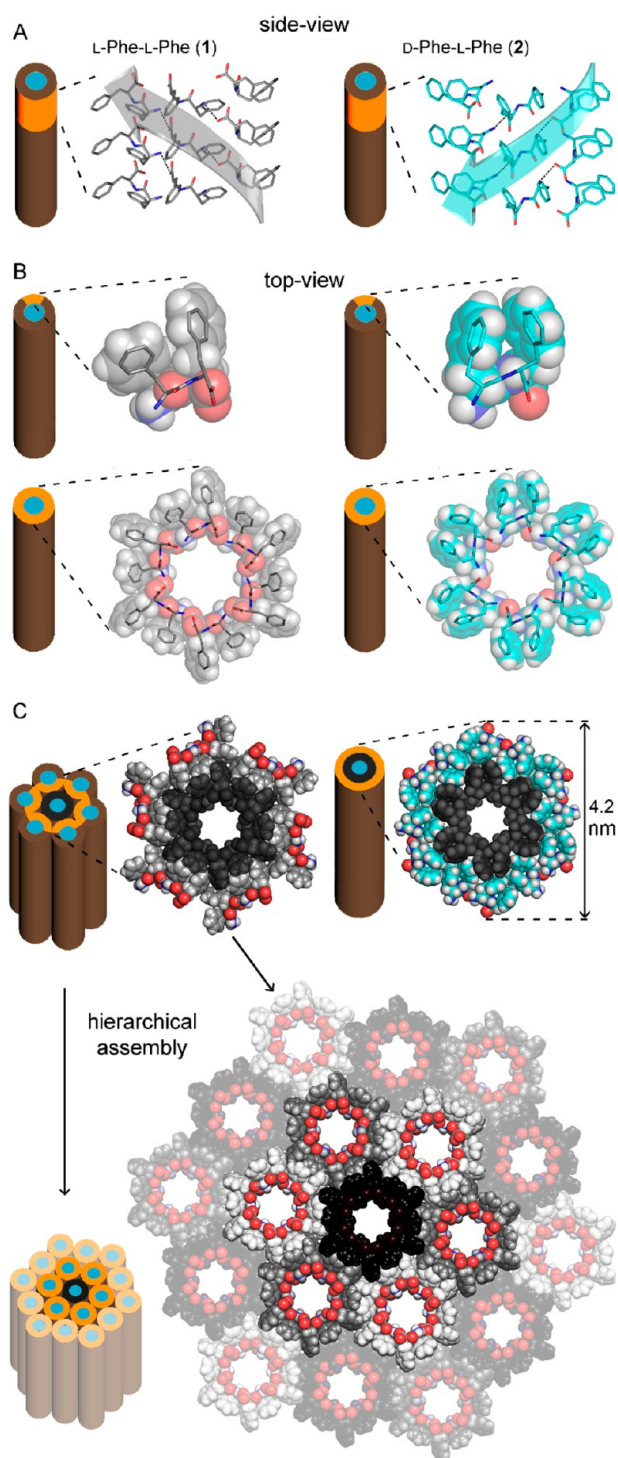 A
side-view
L-Phe-L-Phe (1)
D-Phe-L-Phe (2)
B
top-view
C
4.2
nm
hierarchical
assembly